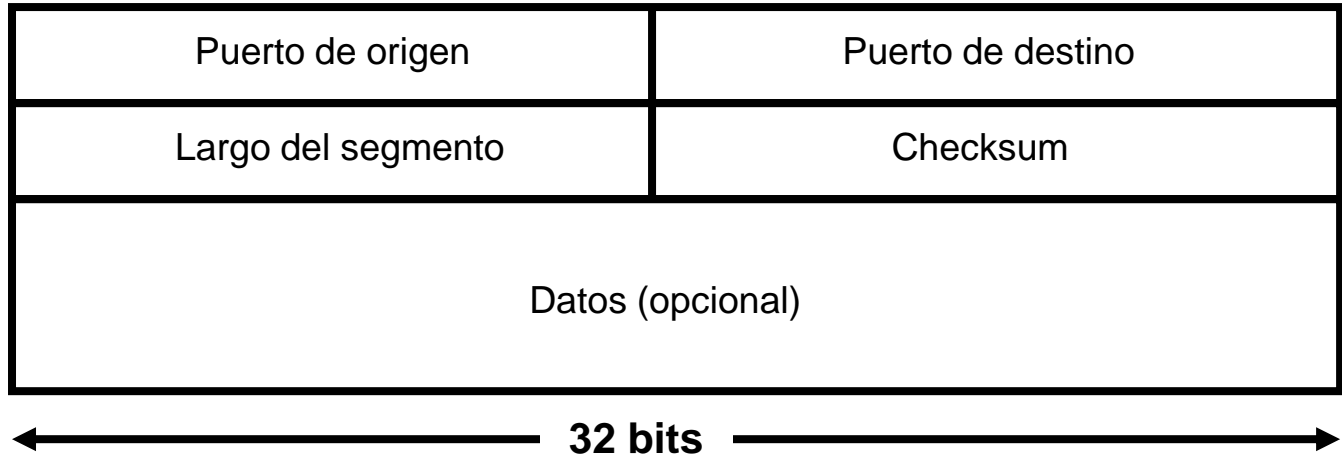 Puerto de origen
Puerto de destino
Largo del segmento
Checksum
Datos (opcional)
32 bits